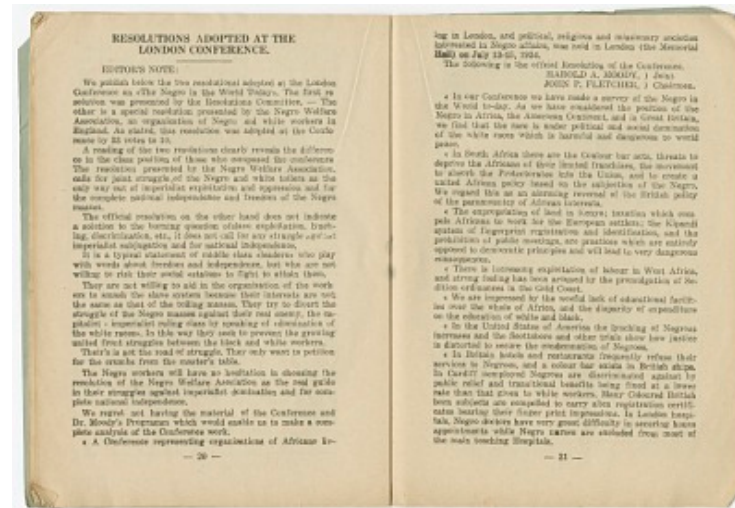 RESOLUTIONS ADOPTED AT THE
LONDON CONFERENCE.
EDITOR'S NOTE:
We publish below the two resolutions adopted at the London
Conference on «The Negro in the World Today». The first re-
solution was presented by the Resolutions Committee, — The
other is a special resolution presented by the Negro Welfare
Association, an organisation of Negro and white workers in
England. As stated, this resolution was adopted at the Confe-
rence by
A reading of the two resolutions clearly reveals the differen-
ce in the class position of those who composed the conference.
The resolution presented by the Negro Welfare Association,
calls for joint struggle of the Negro and white toilers as the
only way out of imperialist exploitation and oppression and for
the complete national independence and freedom of the Negro
masses.
The official resolution on the other hand does not indicate
a solution to the burning question of exploitation, lynch-
ing, discrimination, etc., it does not call for any struggle against
imperialist subjugation and for national independence.
It is a typical statement of middle class who play
with words about freedom and independence, but who are not
willing to risk their social to fight to attain them.
They are not willing to aid in the organisation of the work-
ers to smash the slave system because their interests are not
the same as that of the toiling masses. They try to divert the
struggle of the Negro masses against their real enemy, the ca-
pitalist - imperialist ruling class by speaking of «domination of
the white races». In this way they seek to prevent the growing
united front struggles between the black and white workers.
Their's is not the road of struggle. They only want to petition
for the crumbs from the master's table.
The Negro workers will have no hesitation in choosing the
resolution of the Negro Welfare Association as the real guide
in their struggles against imperialist domination and for com-
plete national independence.
We regret not having the material of the Conference and
Dr. Moody's Programm which would enable us to make a com-
plete analysis of the Conference work.
« A Conference representing organisations of Africans liv-
— 20 —
ing in London, and political, religious and missionary societies
interested in Negro affairs, was held in London (the Memorial
Hall) on July
The following is the official Resolution of the Conference.
HAROLD A. MOODY, ) Joint
JOHN P. FLETCHER, ) Chairmen.
« In our Conference we have made a survey of the Negro in
the World to-day. As we have considered the position of the
Negro in Africa, the American Continent, and in Great Britain,
we find that the race is under political and social domination
of the white races which is harmful and dangerous to world
peace.
« In South Africa there are the Colour bar acts, threats to
deprive the Africans of their limited franchises, the movement
to absorb the Protectorates into the Union, and to create a
united Africans policy based on the subjection of the Negro.
We regard this as an alarming reversal of the British policy
of the paramountcy of African interests.
« The expropriation of land in Kenya; taxation which com-
pels Africans to work for the European settlers; the Kipandi
system of fingerprint registration and identification, and the
prohibition of public meetings, are practices which are entirely
opposed to democratic principles and will lead to very dangerous
consequences.
« There is increasing exploitation of labour in West Africa,
and strong feeling has been aroused by the promulgation of Se-
dition ordinances in the Gold Coast.
« We are impressed by the woeful lack of educational facilit-
ies over the whole of Africa, and the disparity of expenditure
on the education of white and black.
« In the United States of America the lynching of Negroes
increases and the Scottsboro and other trials show how justice
is distorted to secure the condemnation of Negroes.
« In Britain hotels and restaurants frequently refuse their
services to Negroes, and a colour bar exists in British ships.
In Cardiff unemployed Negroes are discriminated against by
public relief and transitional benefits being fixed at a lower
rate than that given to white workers. Many Coloured British
born subjects are compelled to carry alien registration certifi-
cates bearing their finger print impressions. In London hospi-
tals, Negro doctors have very great difficulty in securing house
appointments while Negro nurses are excluded from most of
the main teaching Hospitals.
— 21 —